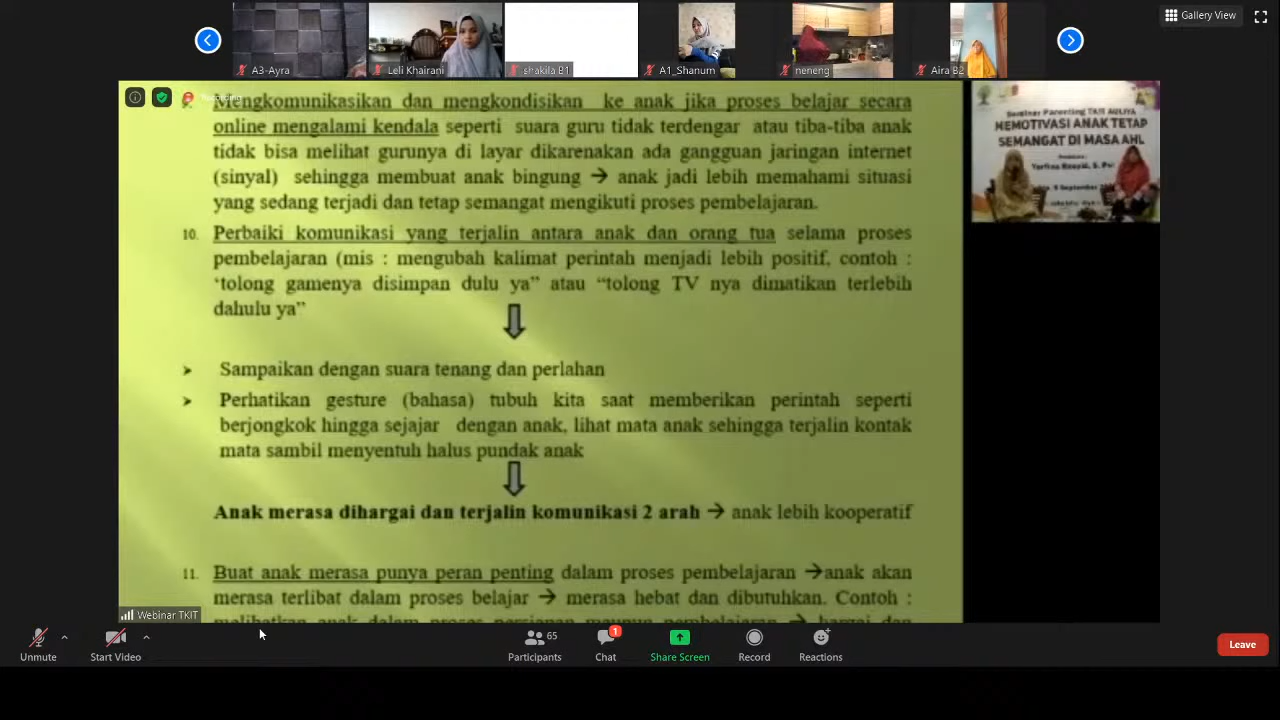 Gallery View
A3-Ayra
Leli Khairani
shakila B1
A1_Shanum
neneng
Aira B2
Mengkomunikasikan dan mengkondisikan ke anak jika proses belajar secara
online mengalami kendala seperti suara guru tidak terdengar atau tiba-tiba anak
tidak bisa melihat gurunya di layar dikarenakan ada gangguan jaringan internet
(sinyal) sehingga membuat anak bingung → anak jadi lebih memahami situasi
yang sedang terjadi dan tetap semangat mengikuti proses pembelajaran.
10. Perbaiki komunikasi yang terjalin antara anak dan orang tua selama proses
pembelajaran (mis : mengubah kalimat perintah menjadi lebih positif, contoh :
‘tolong gamenya disimpan dulu ya” atau “tolong TV nya dimatikan terlebih
dahulu ya”
➤ Sampaikan dengan suara tenang dan perlahan
➤ Perhatikan gesture (bahasa) tubuh kita saat memberikan perintah seperti
berjongkok hingga sejajar dengan anak, lihat mata anak sehingga terjalin kontak
mata sambil menyentuh halus pundak anak
Anak merasa dihargai dan terjalin komunikasi 2 arah → anak lebih kooperatif
11. Buat anak merasa punya peran penting dalam proses pembelajaran →anak akan
merasa terlibat dalam proses belajar → merasa hebat dan dibutuhkan. Contoh :
Seminar Parenting TKIT AULIYA
MEMOTIVASI ANAK TETAP
SEMANGAT DI MASA AHL
Webinar TKIT
Unmute
Start Video
65
Participants
1
Chat
Share Screen
Record
Reactions
Leave